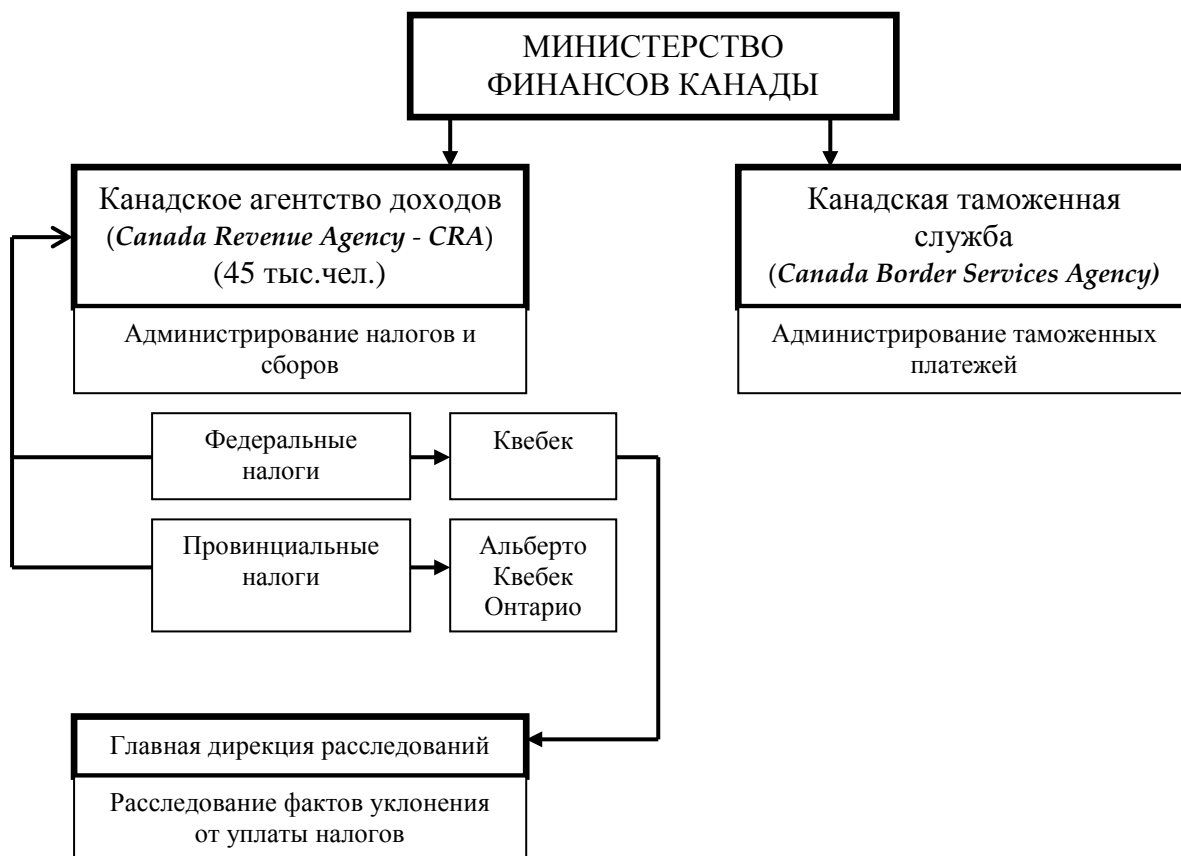 МИНИСТЕРСТВО
ФИНАНСОВ КАНАДЫ
Канадское агентство доходов
(Canada Revenue Agency - CRA)
(45 тыс.чел.)
Администрирование налогов и
сборов
Канадская таможенная
служба
(Canada Border Services Agency)
Администрирование таможенных
платежей
Федеральные
налоги
Квебек
Провинциальные
налоги
Альберто
Квебек
Онтарио
Главная дирекция расследований
Расследование фактов уклонения
от уплаты налогов